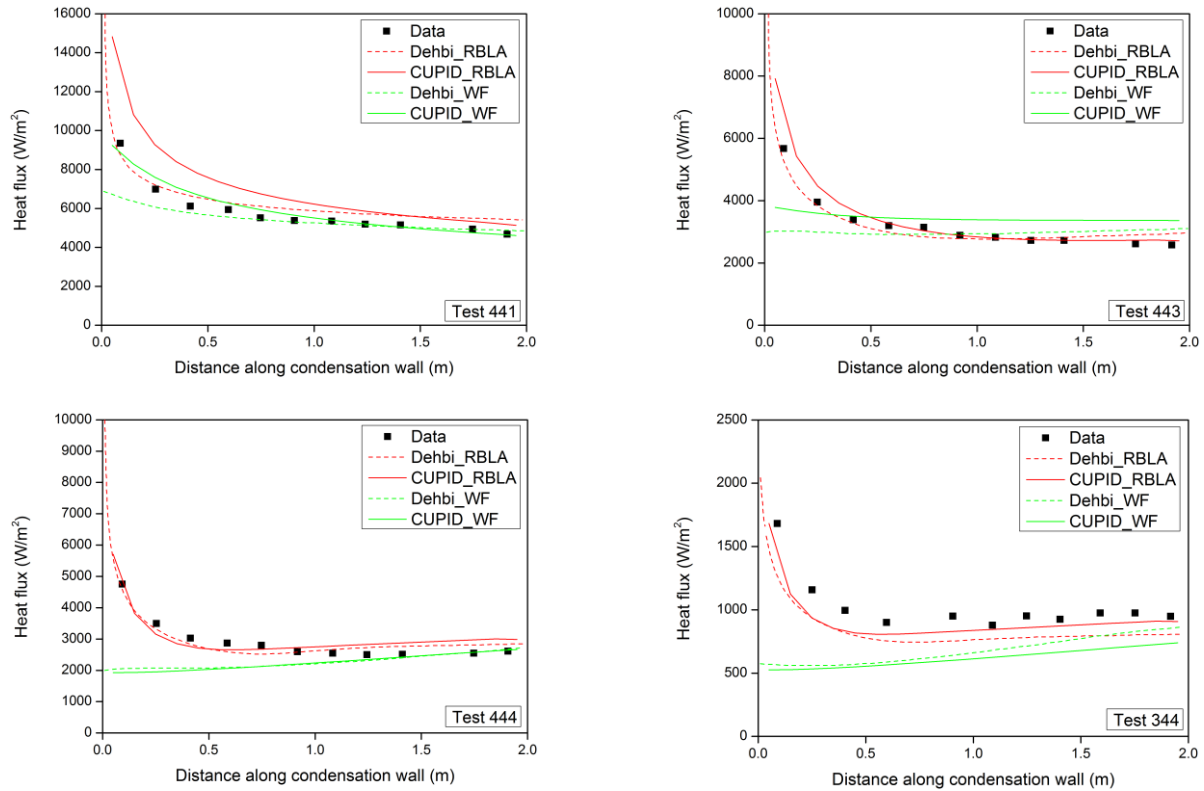 16000
14000
12000
10000
8000
6000
4000
2000
0
Heat flux (W/m²)
Data
Dehbi_RBLA
CUPID_RBLA
Dehbi_WF
CUPID_WF
Test 441
0.0 0.5 1.0 1.5 2.0
Distance along condensation wall (m)
10000
8000
6000
4000
2000
0
Heat flux (W/m²)
Data
Dehbi_RBLA
CUPID_RBLA
Dehbi_WF
CUPID_WF
Test 443
0.0 0.5 1.0 1.5 2.0
Distance along condensation wall (m)
10000
9000
8000
7000
6000
5000
4000
3000
2000
1000
0
Heat flux (W/m²)
Data
Dehbi_RBLA
CUPID_RBLA
Dehbi_WF
CUPID_WF
Test 444
0.0 0.5 1.0 1.5 2.0
Distance along condensation wall (m)
2500
2000
1500
1000
500
0
Heat flux (W/m²)
Data
Dehbi_RBLA
CUPID_RBLA
Dehbi_WF
CUPID_WF
Test 344
0.0 0.5 1.0 1.5 2.0
Distance along condensation wall (m)